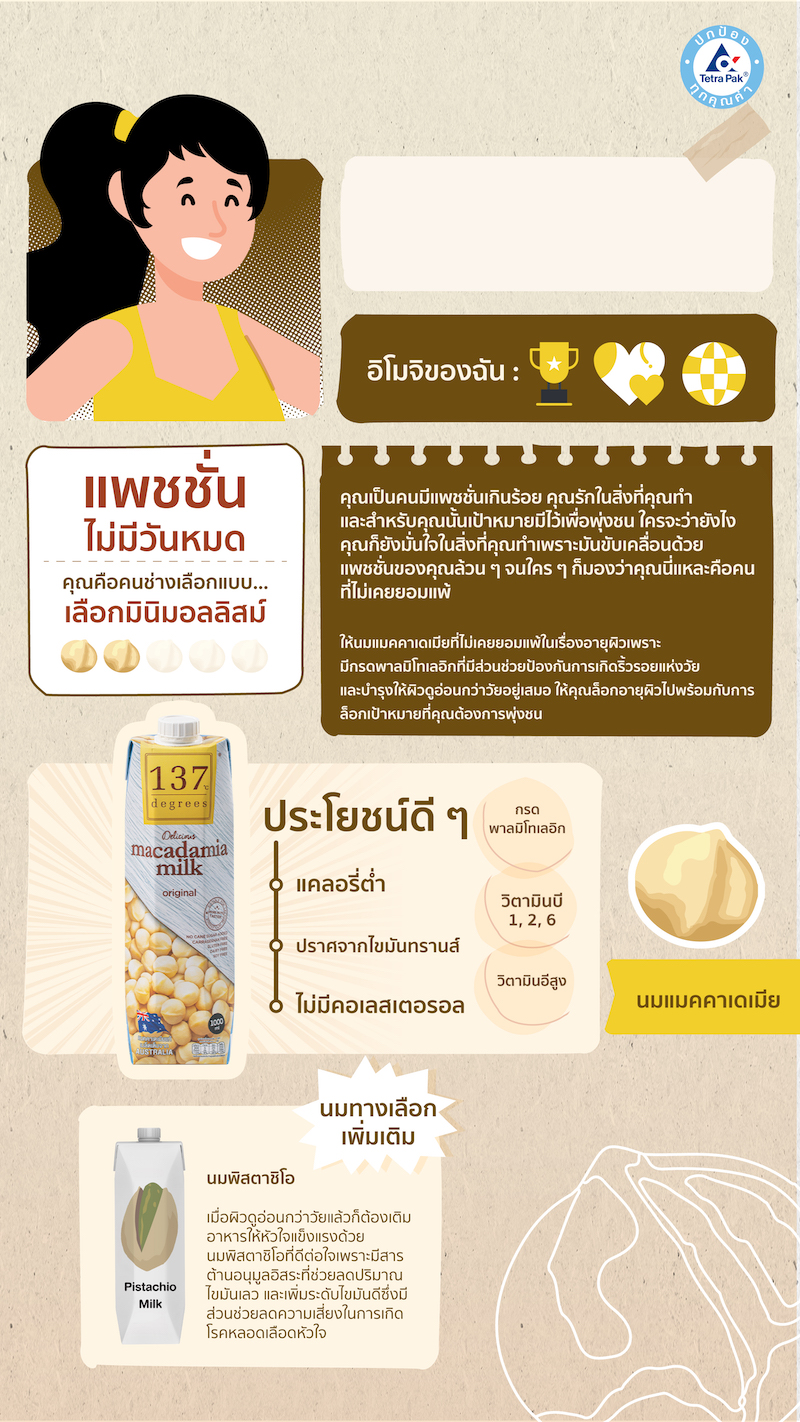 ปกป้อง
Tetra Pak®
ทุกคุณค่า
อิโมจิของฉัน :
แพชชั่น
ไม่มีวันหมด
คุณคือคนช่างเลือกแบบ...
เลือกมินิมอลลิสม์
คุณเป็นคนมีแพชชั่นเกินร้อย คุณรักในสิ่งที่คุณทำ
และสำหรับคุณนั้นเป้าหมายมีไว้เพื่อพุ่งชน ใครจะว่ายังไง
คุณก็ยังมั่นใจในสิ่งที่คุณทำเพราะมันขับเคลื่อนด้วย
แพชชั่นของคุณล้วน ๆ จนใคร ๆ ก็มองว่าคุณนี่แหละคือคน
ที่ไม่เคยยอมแพ้
ให้นมแมคคาเดเมียที่ไม่เคยยอมแพ้ในเรื่องอายุผิวเพราะ
มีกรดพาลมิโทเลอิกที่มีส่วนช่วยป้องกันการเกิดริ้วรอยแห่งวัย
และบำรุงให้ผิวดูอ่อนกว่าวัยอยู่เสมอ ให้คุณล็อกอายุผิวไปพร้อมกับการ
ล็อกเป้าหมายที่คุณต้องการพุ่งชน
137°c
degrees
Delicious
macadamia
milk
original
1000
ml
AUSTRALIA
ประโยชน์ดี ๆ
แคลอรี่ต่ำ
ปราศจากไขมันทรานส์
ไม่มีคอเลสเตอรอล
กรด
พาลมิโทเลอิก
วิตามินบี
1, 2, 6
วิตามินอีสูง
นมแมคคาเดเมีย
นมทางเลือก
เพิ่มเติม
Pistachio
Milk
นมพิสตาชิโอ
เมื่อผิวดูอ่อนกว่าวัยแล้วก็ต้องเติม
อาหารให้หัวใจแข็งแรงด้วย
นมพิสตาชิโอที่ดีต่อใจเพราะมีสาร
ต้านอนุมูลอิสระที่ช่วยลดปริมาณ
ไขมันเลว และเพิ่มระดับไขมันดีซึ่งมี
ส่วนช่วยลดความเสี่ยงในการเกิด
โรคหลอดเลือดหัวใจ